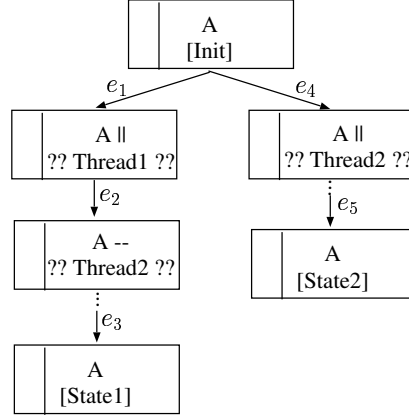 A
[Init]
e1
e4
A ||
?? Thread1 ??
A ||
?? Thread2 ??
e2
e5
A --
?? Thread2 ??
A
[State2]
e3
A
[State1]